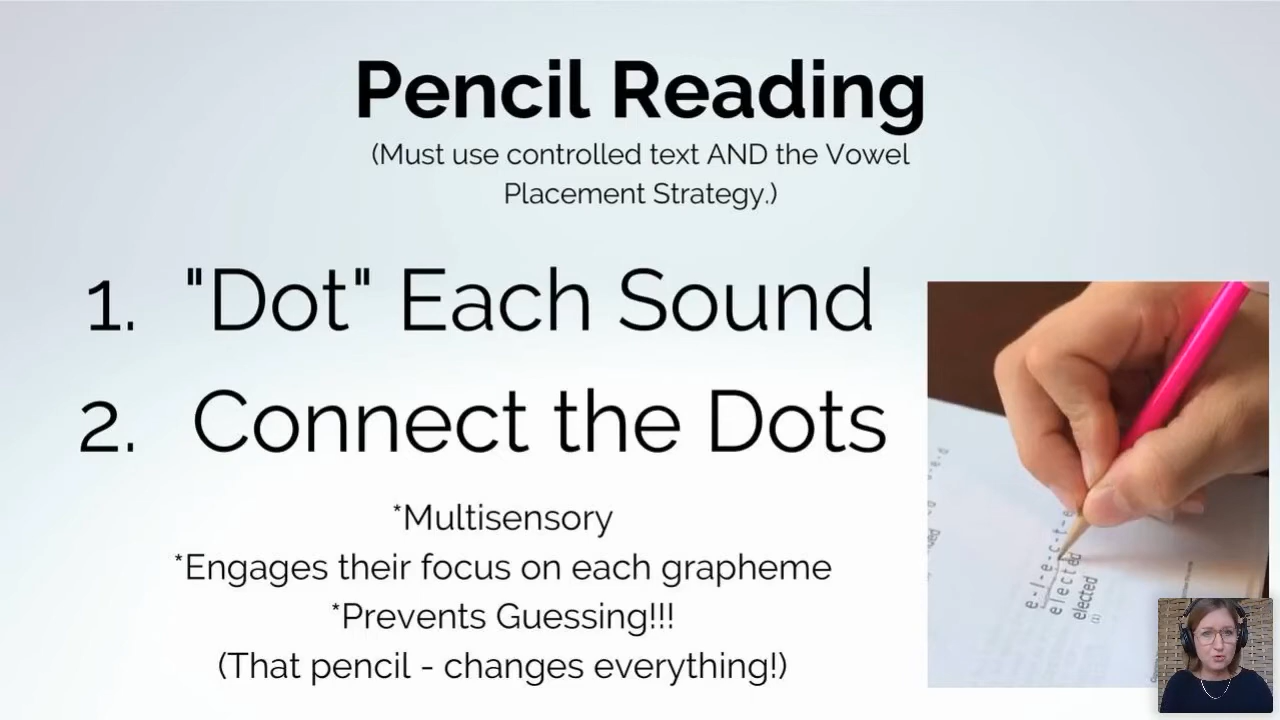 Pencil Reading
(Must use controlled text AND the Vowel
Placement Strategy.)
1. "Dot" Each Sound
2. Connect the Dots
*Multisensory
*Engages their focus on each grapheme
*Prevents Guessing!!!
(That pencil - changes everything!)
e-l-e-c-t-e
elected
elected
(1)